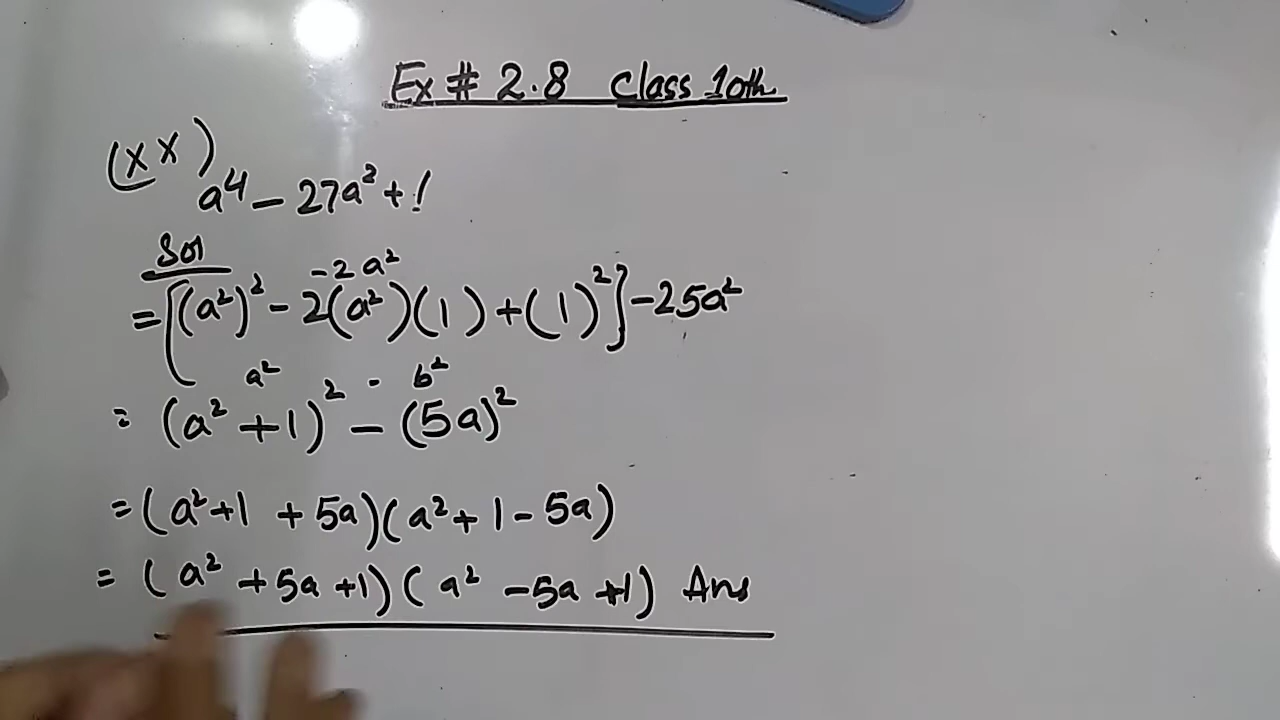 Ex # 2.8 Class 10th
(xx)
a⁴ - 27a² + 1
Sol
-2a²
= [(a²)² - 2(a²)(1) + (1)²] - 25a²
a² - b²
= (a² + 1)² - (5a)²
= (a² + 1 + 5a)(a² + 1 - 5a)
= (a² + 5a + 1)(a² - 5a + 1) Ans